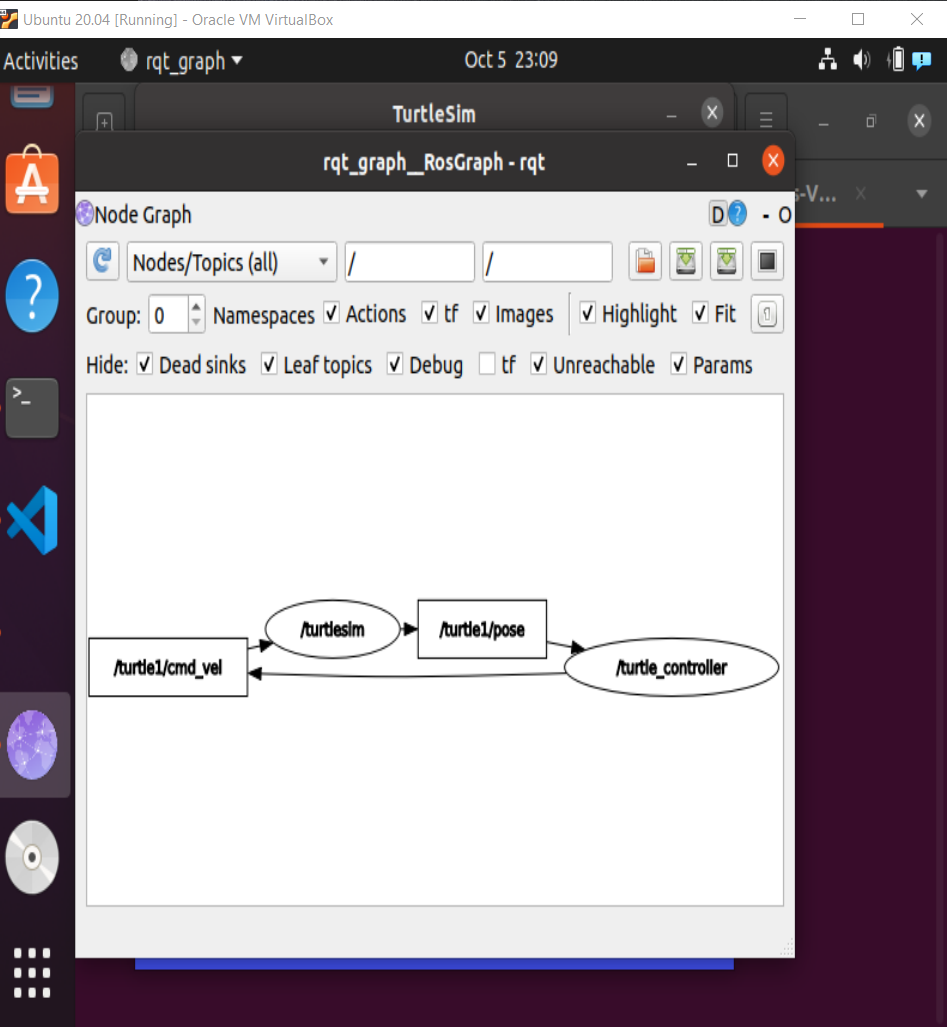 Ubuntu 20.04 [Running] - Oracle VM VirtualBox
Activities rqt_graph Oct 5 23:09
TurtleSim
rqt_graph__RosGraph - rqt
s-V...
Node Graph D ? - O
Nodes/Topics (all) / /
Group: 0 Namespaces Actions tf Images Highlight Fit
Hide: Dead sinks Leaf topics Debug tf Unreachable Params
/turtlesim /turtle1/pose
/turtle1/cmd_vel /turtle_controller